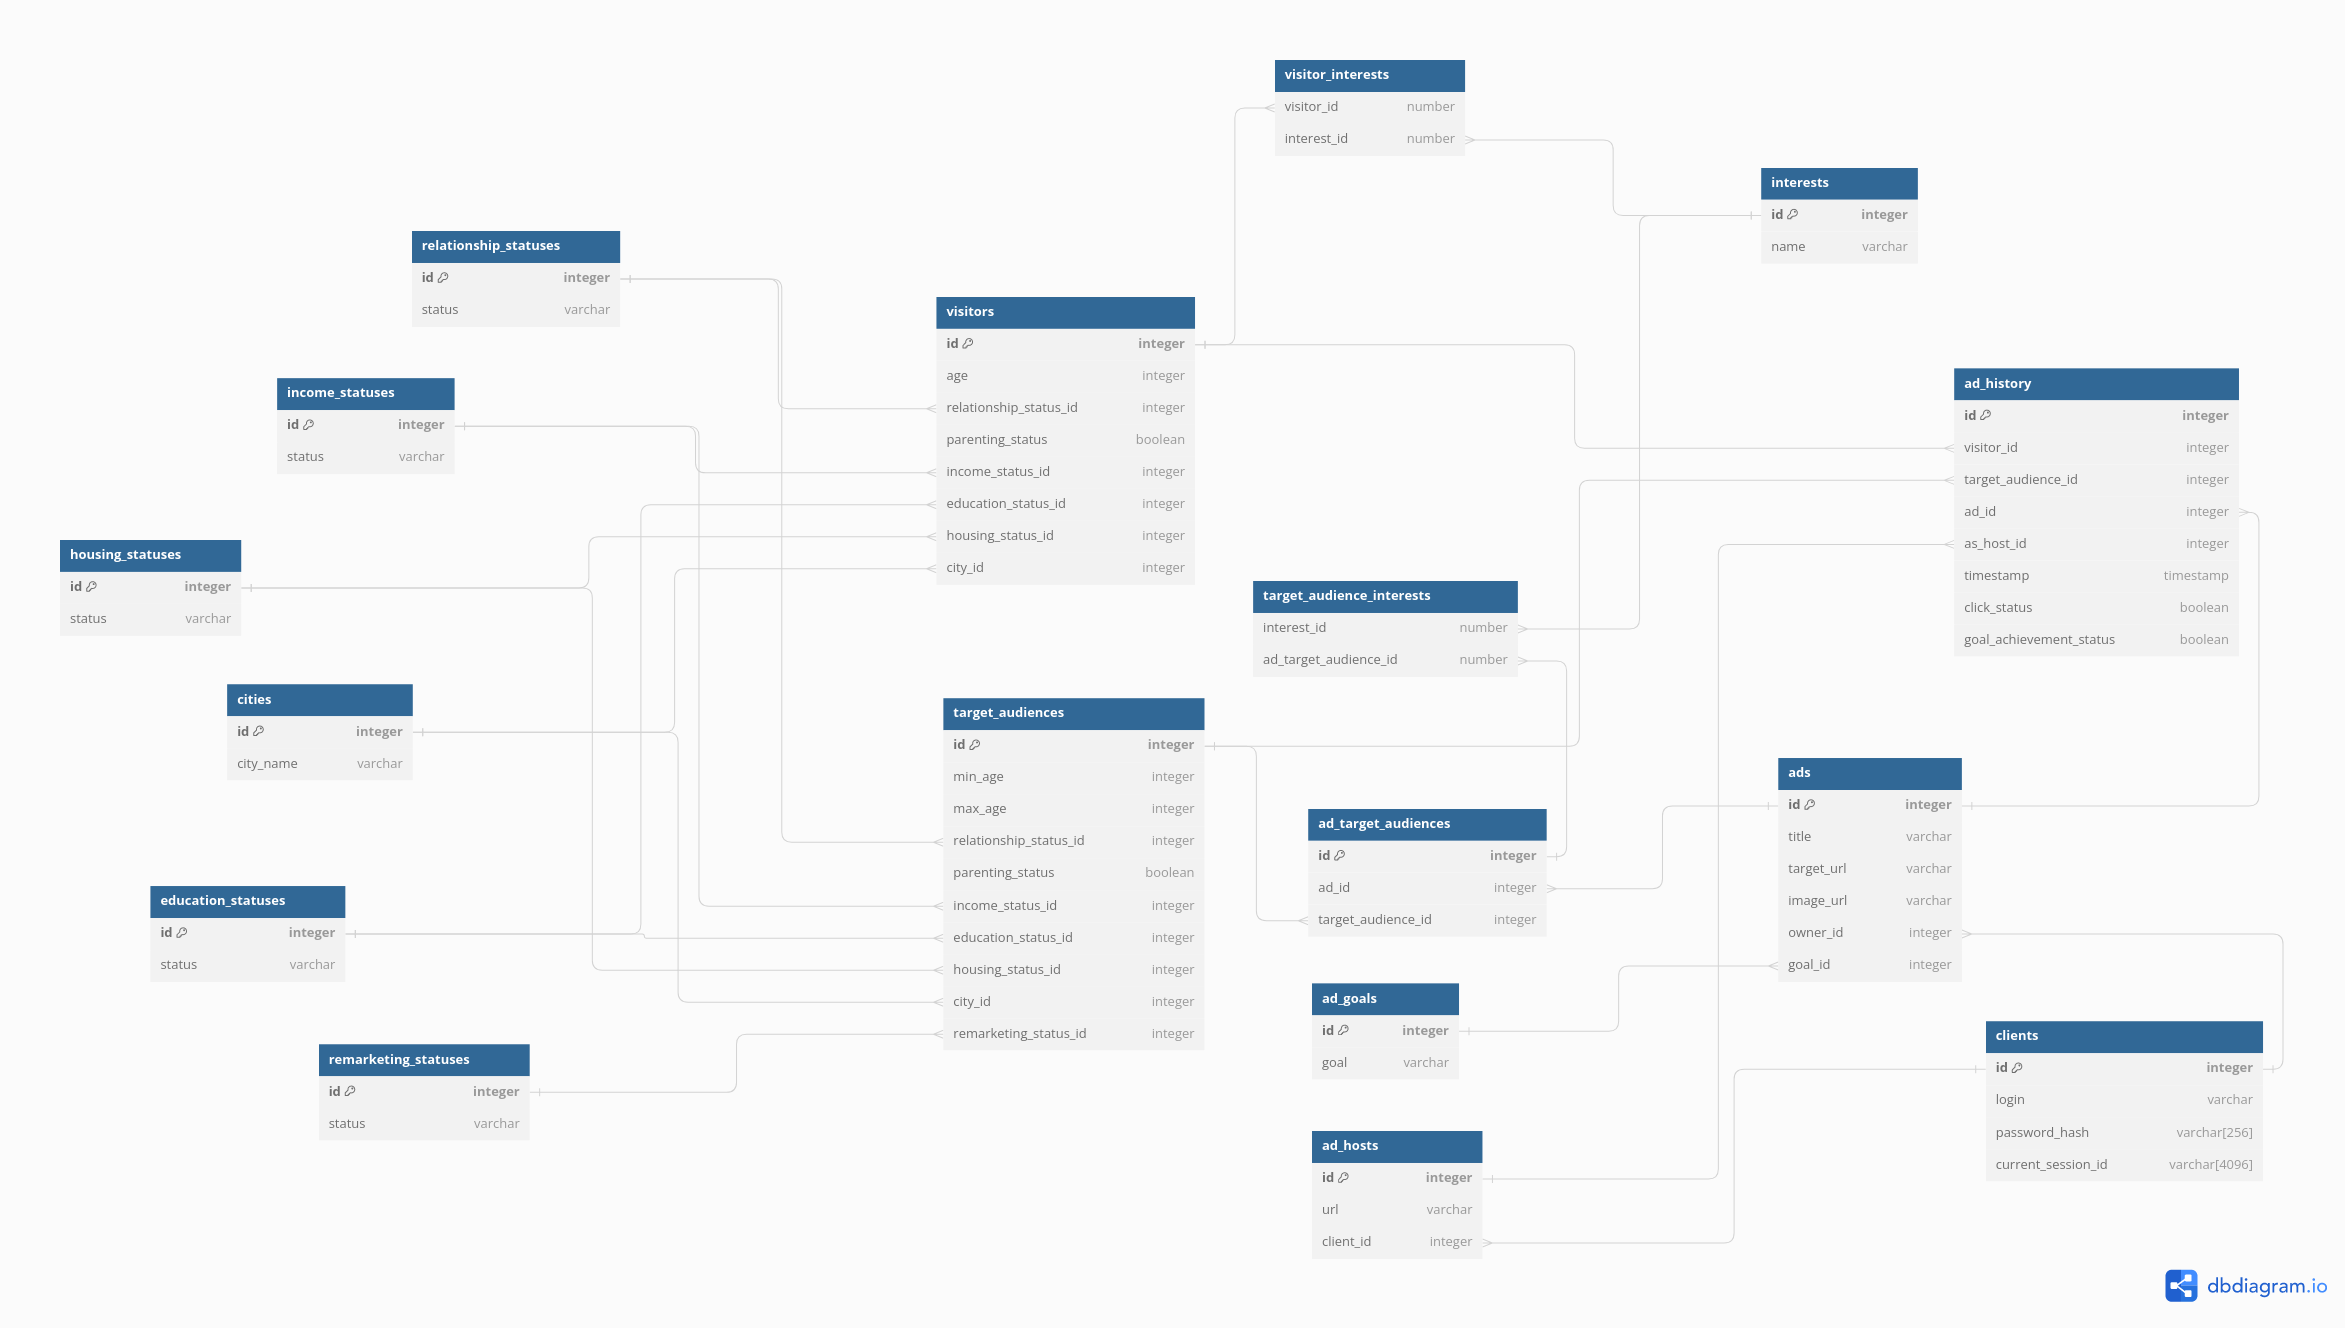 visitor_interests
visitor_id number
interest_id number
interests
id integer
name varchar
relationship_statuses
id integer
status varchar
visitors
id integer
age integer
relationship_status_id integer
parenting_status boolean
income_status_id integer
education_status_id integer
housing_status_id integer
city_id integer
income_statuses
id integer
status varchar
ad_history
id integer
visitor_id integer
target_audience_id integer
ad_id integer
as_host_id integer
timestamp timestamp
click_status boolean
goal_achievement_status boolean
housing_statuses
id integer
status varchar
target_audience_interests
interest_id number
ad_target_audience_id number
cities
id integer
city_name varchar
target_audiences
id integer
min_age integer
max_age integer
relationship_status_id integer
parenting_status boolean
income_status_id integer
education_status_id integer
housing_status_id integer
city_id integer
remarketing_status_id integer
ads
id integer
title varchar
target_url varchar
image_url varchar
owner_id integer
goal_id integer
ad_target_audiences
id integer
ad_id integer
target_audience_id integer
education_statuses
id integer
status varchar
ad_goals
id integer
goal varchar
clients
id integer
login varchar
password_hash varchar[256]
current_session_id varchar[4096]
remarketing_statuses
id integer
status varchar
ad_hosts
id integer
url varchar
client_id integer
dbdiagram.io